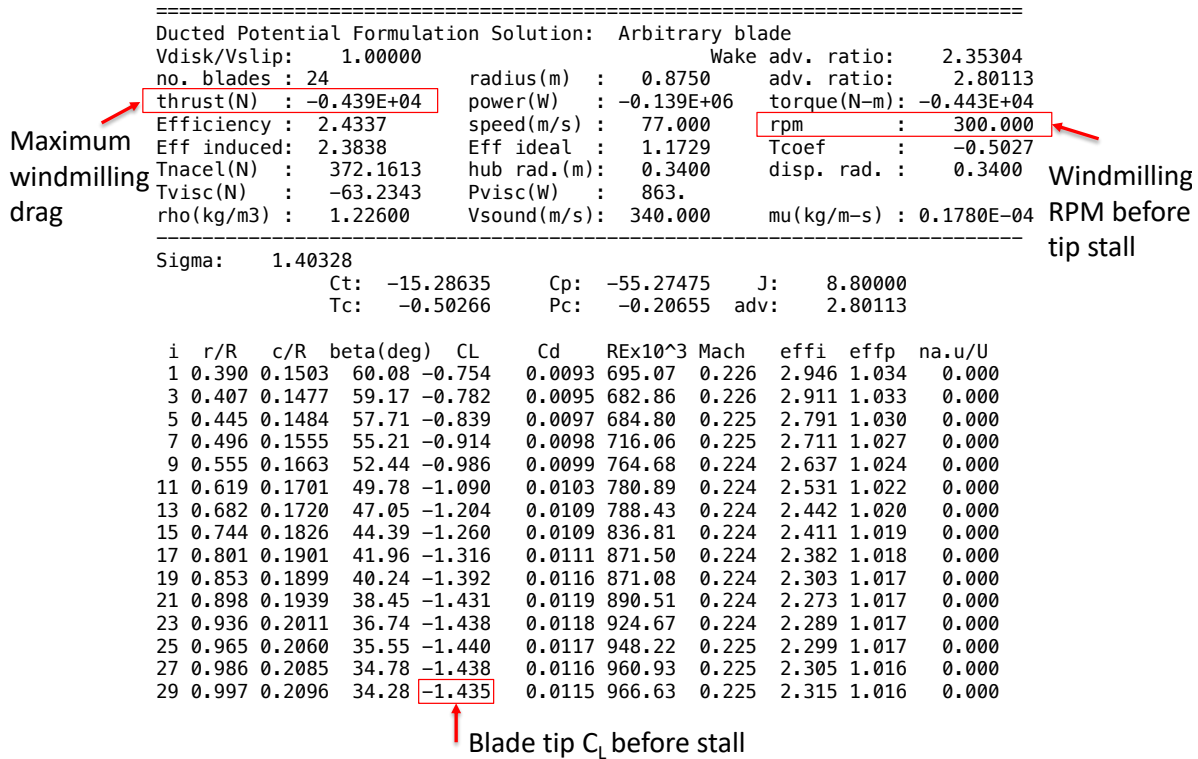 ===========================================================================
Ducted Potential Formulation Solution:  Arbitrary blade
Vdisk/Vslip:    1.00000                         Wake adv. ratio:    2.35304
no. blades : 24            radius(m)  :   0.8750     adv. ratio:      2.80113
thrust(N)  : -0.439E+04    power(W)   : -0.139E+06   torque(N-m): -0.443E+04
Efficiency :  2.4337       speed(m/s) :   77.000     rpm        :    300.000
Eff induced:  2.3838       Eff ideal  :   1.1729     Tcoef      :    -0.5027
Tnacel(N)  :   372.1613    hub rad.(m):   0.3400     disp. rad. :     0.3400
Tvisc(N)   :   -63.2343    Pvisc(W)   :   863.
rho(kg/m3) :   1.22600     Vsound(m/s):  340.000     mu(kg/m-s) : 0.1780E-04
Maximum
windmilling
drag
Windmilling
RPM before
tip stall
---------------------------------------------------------------------------
Sigma:    1.40328
Ct:  -15.28635     Cp:  -55.27475    J:    8.80000
Tc:   -0.50266     Pc:   -0.20655  adv:    2.80113
i  r/R   c/R  beta(deg)  CL     Cd    REx10^3 Mach   effi  effp  na.u/U
1 0.390 0.1503  60.08 -0.754   0.0093 695.07  0.226  2.946 1.034   0.000
3 0.407 0.1477  59.17 -0.782   0.0095 682.86  0.226  2.911 1.033   0.000
5 0.445 0.1484  57.71 -0.839   0.0097 684.80  0.225  2.791 1.030   0.000
7 0.496 0.1555  55.21 -0.914   0.0098 716.06  0.225  2.711 1.027   0.000
9 0.555 0.1663  52.44 -0.986   0.0099 764.68  0.224  2.637 1.024   0.000
11 0.619 0.1701  49.78 -1.090   0.0103 780.89  0.224  2.531 1.022   0.000
13 0.682 0.1720  47.05 -1.204   0.0109 788.43  0.224  2.442 1.020   0.000
15 0.744 0.1826  44.39 -1.260   0.0109 836.81  0.224  2.411 1.019   0.000
17 0.801 0.1901  41.96 -1.316   0.0111 871.50  0.224  2.382 1.018   0.000
19 0.853 0.1899  40.24 -1.392   0.0116 871.08  0.224  2.303 1.017   0.000
21 0.898 0.1939  38.45 -1.431   0.0119 890.51  0.224  2.273 1.017   0.000
23 0.936 0.2011  36.74 -1.438   0.0118 924.67  0.224  2.289 1.017   0.000
25 0.965 0.2060  35.55 -1.440   0.0117 948.22  0.225  2.299 1.017   0.000
27 0.986 0.2085  34.78 -1.438   0.0116 960.93  0.225  2.305 1.016   0.000
29 0.997 0.2096  34.28 -1.435   0.0115 966.63  0.225  2.315 1.016   0.000
Blade tip CL before stall